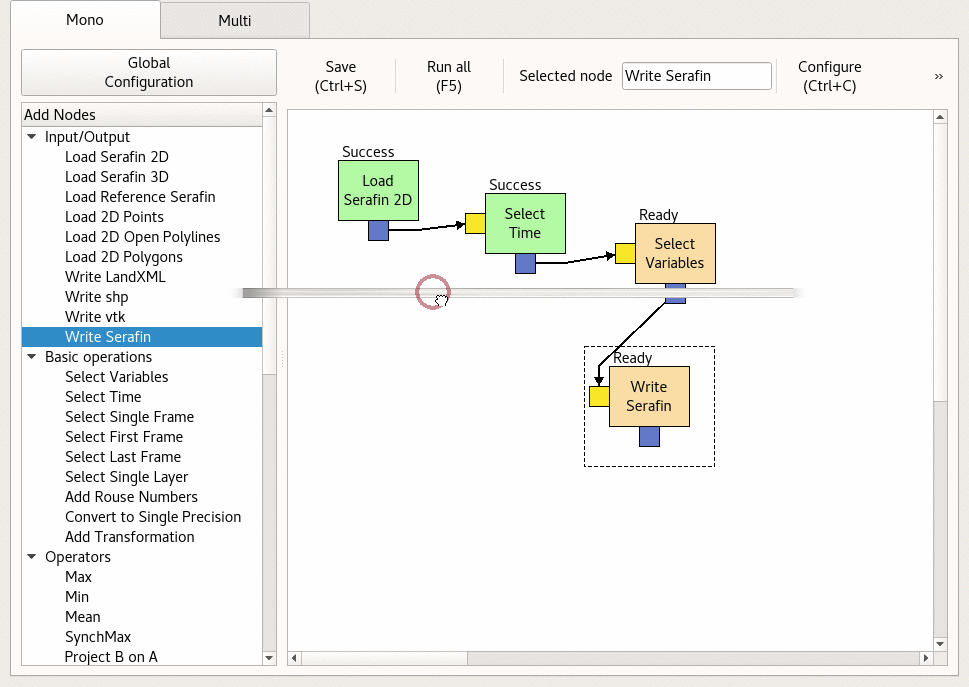 Mono
Multi
Global
Configuration
Save
(Ctrl+S)
Run all
(F5)
Selected node
Write Serafin
Configure
(Ctrl+C)
»
Add Nodes
Input/Output
Load Serafin 2D
Load Serafin 3D
Load Reference Serafin
Load 2D Points
Load 2D Open Polylines
Load 2D Polygons
Write LandXML
Write shp
Write vtk
Write Serafin
Basic operations
Select Variables
Select Time
Select Single Frame
Select First Frame
Select Last Frame
Select Single Layer
Add Rouse Numbers
Convert to Single Precision
Add Transformation
Operators
Max
Min
Mean
SynchMax
Project B on A
Success
Load
Serafin 2D
Success
Select
Time
Ready
Select
Variables
Ready
Write
Serafin